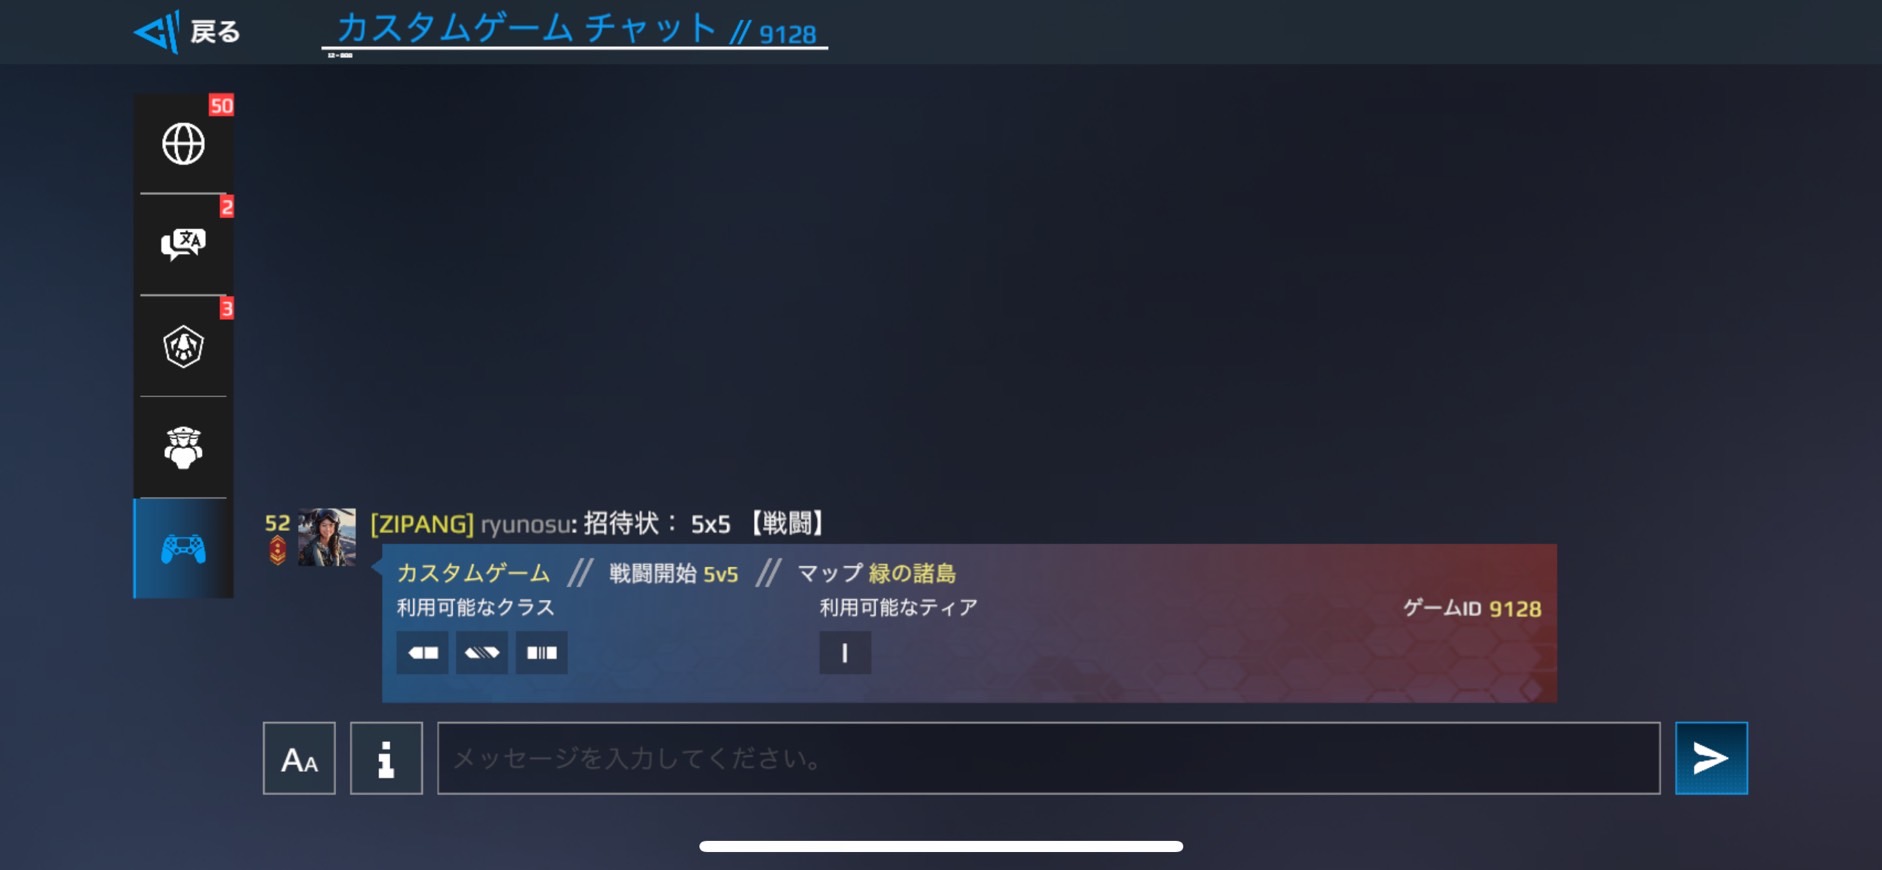 戻る
カスタムゲーム チャット // 9128
50
2
3
52
[ZIPANG] ryunosu: 招待状： 5x5 【戦闘】
カスタムゲーム // 戦闘開始 5v5 // マップ 緑の諸島
利用可能なクラス
利用可能なティア
ゲームID 9128
I
AA
i
メッセージを入力してください。